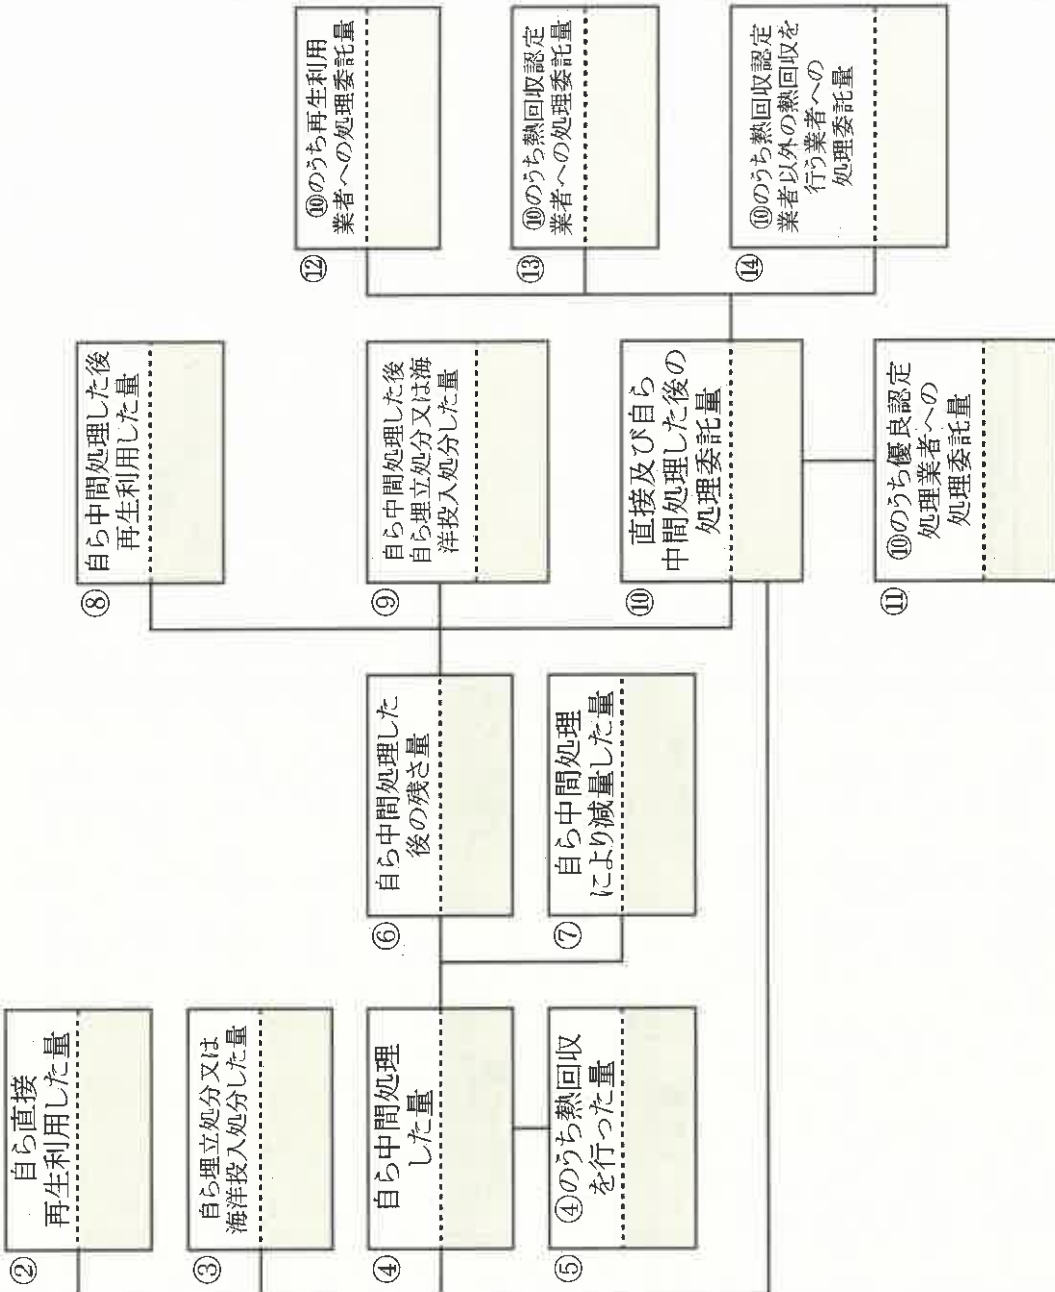 ②
自ら直接
再生利用した量
③
自ら埋立処分又は
海洋投入処分した量
④
自ら中間処理
した量
⑤
④のうち熱回収
を行った量
⑥
自ら中間処理した
後の残さ量
⑦
自ら中間処理
により減量した量
⑧
自ら中間処理した後
再生利用した量
⑨
自ら中間処理した後
自ら埋立処分又は海
洋投入処分した量
⑩
直接及び自ら
中間処理した後の
処理委託量
⑪
⑩のうち優良認定
処理業者への
処理委託量
⑫
⑩のうち再生利用
業者への処理委託量
⑬
⑩のうち熱回収認定
業者への処理委託量
⑭
⑩のうち熱回収認定
業者以外の熱回収を
行う業者への
処理委託量